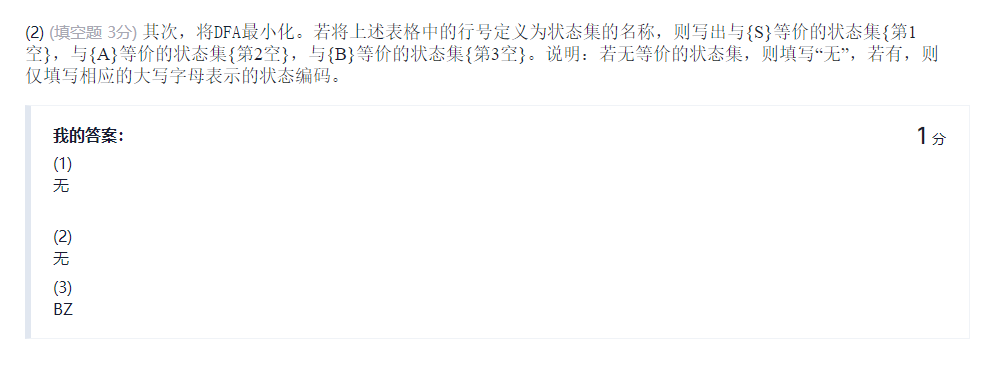 (2) (填空题 3分) 其次，将DFA最小化。若将上述表格中的行号定义为状态集的名称，则写出与{S}等价的状态集{第1
空}，与{A}等价的状态集{第2空}，与{B}等价的状态集{第3空}。说明：若无等价的状态集，则填写“无”，若有，则
仅填写相应的大写字母表示的状态编码。
我的答案： 1 分
(1)
无
(2)
无
(3)
BZ